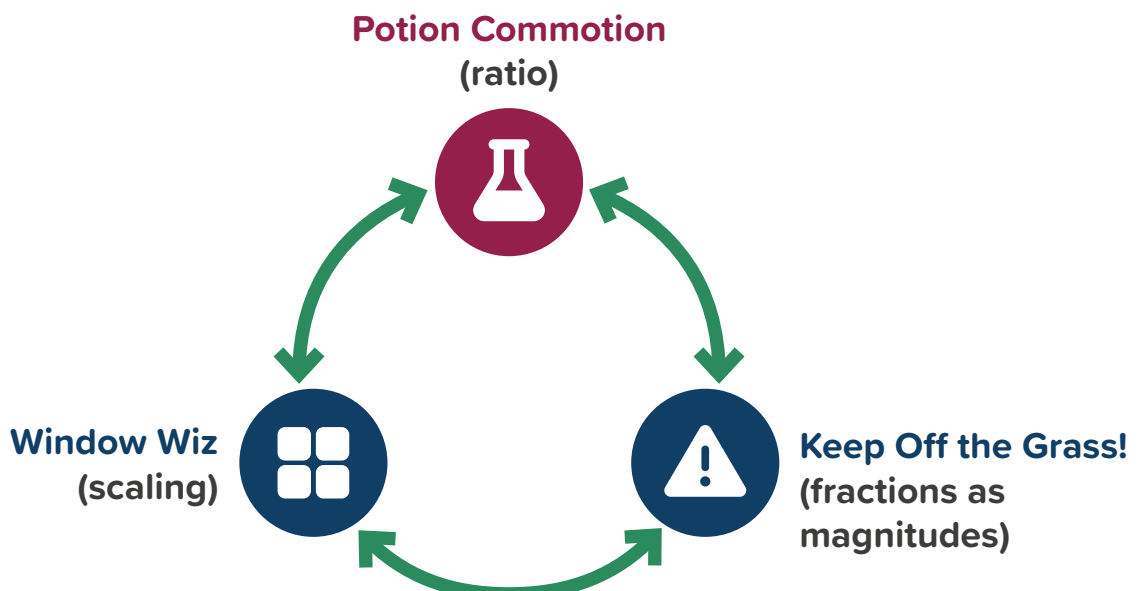 Potion Commotion
(ratio)
Window Wiz
(scaling)
Keep Off the Grass!
(fractions as
magnitudes)